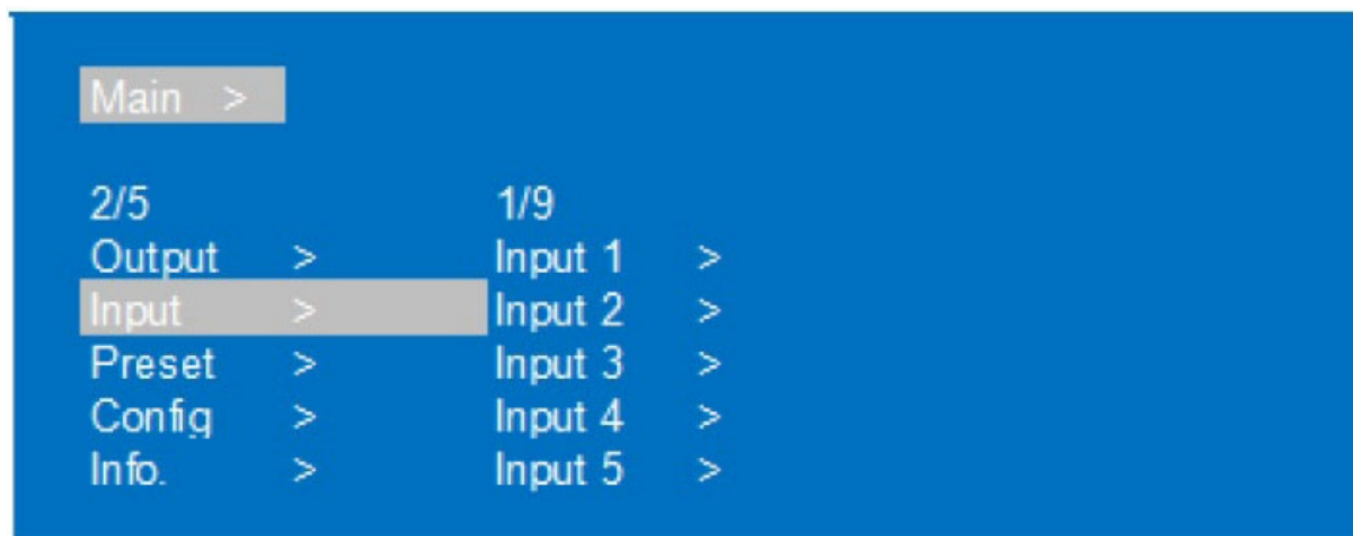 Main >
2/5 1/9
Output > Input 1 >
Input > Input 2 >
Preset > Input 3 >
Config > Input 4 >
Info. > Input 5 >